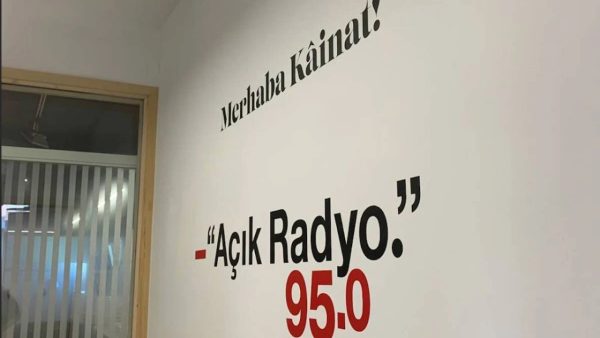 Merhaba Kâinat!
–“Açık Radyo.”
95.0